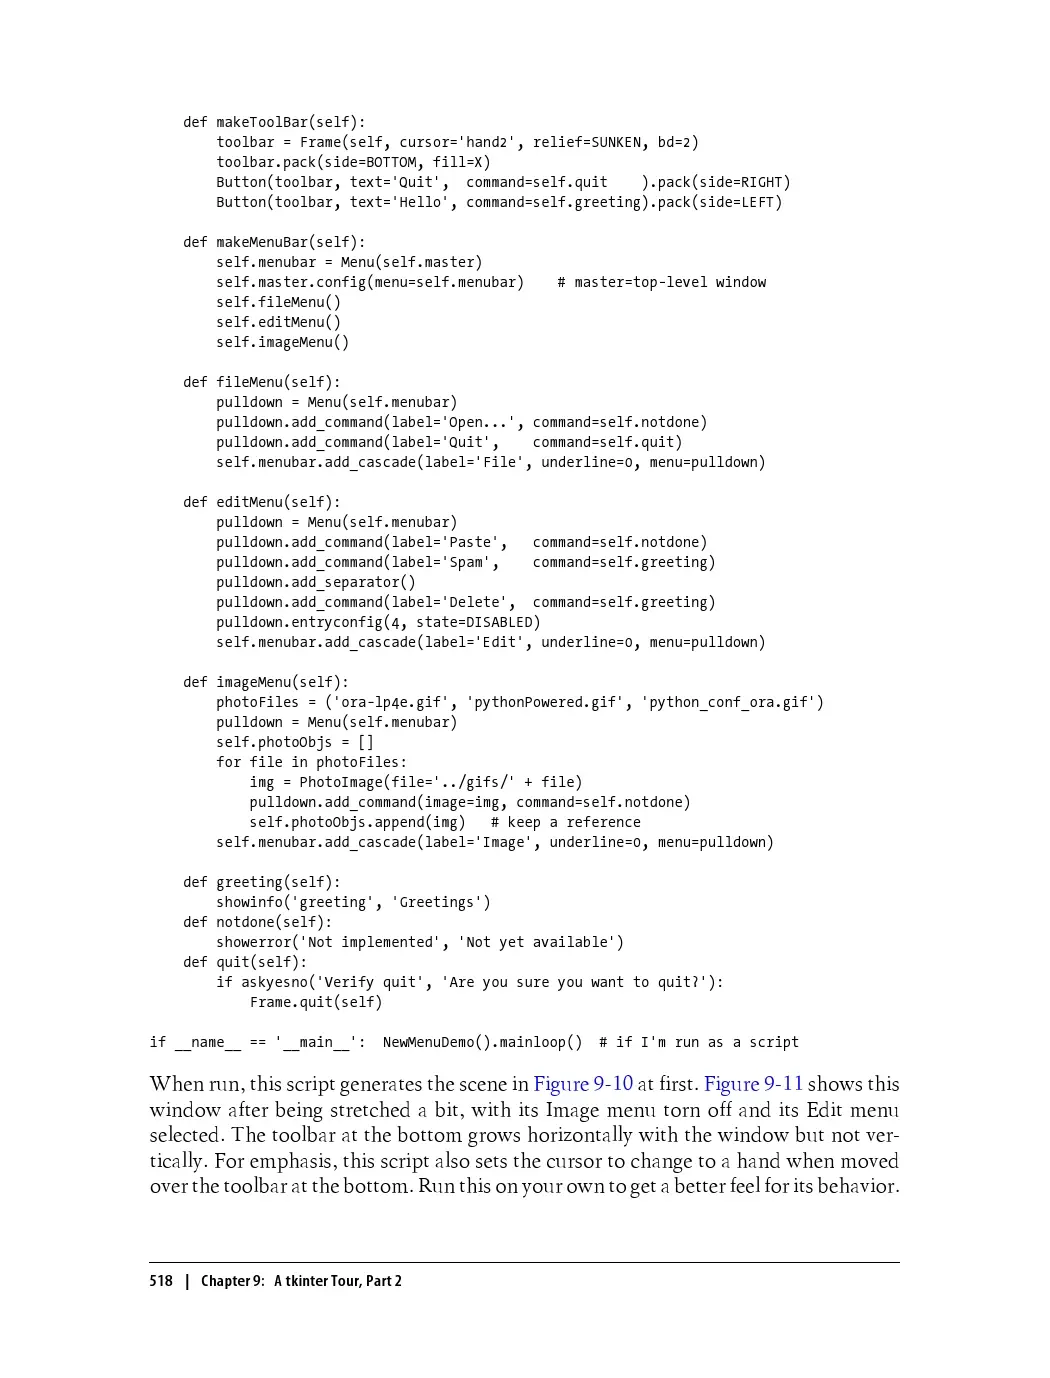 def makeToolBar(self):
        toolbar = Frame(self, cursor='hand2', relief=SUNKEN, bd=2)
        toolbar.pack(side=BOTTOM, fill=X)
        Button(toolbar, text='Quit',  command=self.quit    ).pack(side=RIGHT)
        Button(toolbar, text='Hello', command=self.greeting).pack(side=LEFT)

    def makeMenuBar(self):
        self.menubar = Menu(self.master)
        self.master.config(menu=self.menubar)    # master=top-level window
        self.fileMenu()
        self.editMenu()
        self.imageMenu()

    def fileMenu(self):
        pulldown = Menu(self.menubar)
        pulldown.add_command(label='Open...', command=self.notdone)
        pulldown.add_command(label='Quit',    command=self.quit)
        self.menubar.add_cascade(label='File', underline=0, menu=pulldown)

    def editMenu(self):
        pulldown = Menu(self.menubar)
        pulldown.add_command(label='Paste',   command=self.notdone)
        pulldown.add_command(label='Spam',    command=self.greeting)
        pulldown.add_separator()
        pulldown.add_command(label='Delete',  command=self.greeting)
        pulldown.entryconfig(4, state=DISABLED)
        self.menubar.add_cascade(label='Edit', underline=0, menu=pulldown)

    def imageMenu(self):
        photoFiles = ('ora-lp4e.gif', 'pythonPowered.gif', 'python_conf_ora.gif')
        pulldown = Menu(self.menubar)
        self.photoObjs = []
        for file in photoFiles:
            img = PhotoImage(file='../gifs/' + file)
            pulldown.add_command(image=img, command=self.notdone)
            self.photoObjs.append(img)   # keep a reference
        self.menubar.add_cascade(label='Image', underline=0, menu=pulldown)

    def greeting(self):
        showinfo('greeting', 'Greetings')
    def notdone(self):
        showerror('Not implemented', 'Not yet available')
    def quit(self):
        if askyesno('Verify quit', 'Are you sure you want to quit?'):
            Frame.quit(self)

if __name__ == '__main__':  NewMenuDemo().mainloop()  # if I'm run as a script
When run, this script generates the scene in Figure 9-10 at first. Figure 9-11 shows this
window after being stretched a bit, with its Image menu torn off and its Edit menu
selected. The toolbar at the bottom grows horizontally with the window but not ver-
tically. For emphasis, this script also sets the cursor to change to a hand when moved
over the toolbar at the bottom. Run this on your own to get a better feel for its behavior.
518 | Chapter 9: A tkinter Tour, Part 2